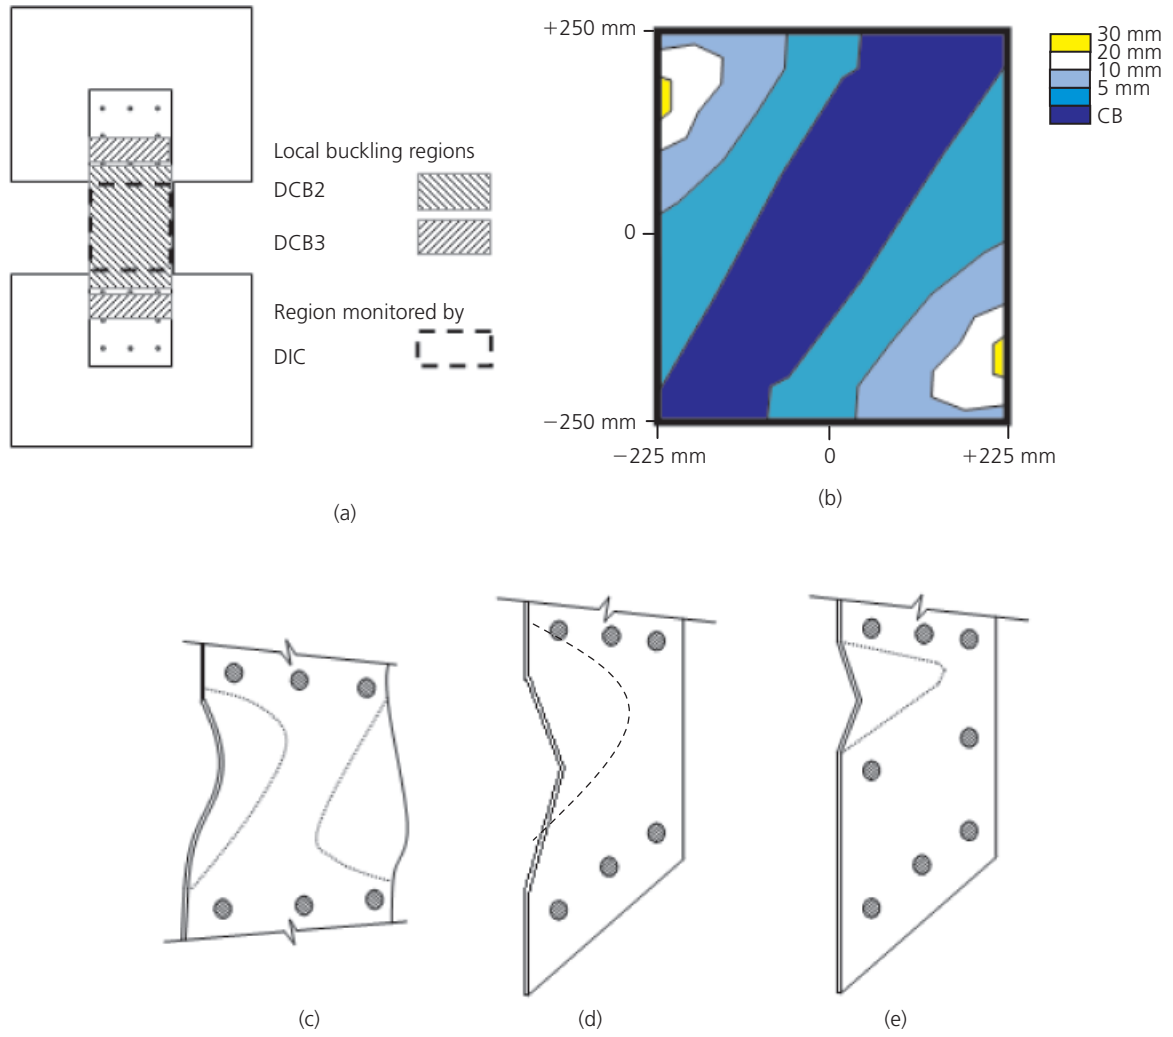 Local buckling regions
DCB2
DCB3
Region monitored by
DIC
(a)
+250 mm
0
−250 mm
−225 mm
0
+225 mm
30 mm
20 mm
10 mm
5 mm
CB
(b)
(c)
(d)
(e)